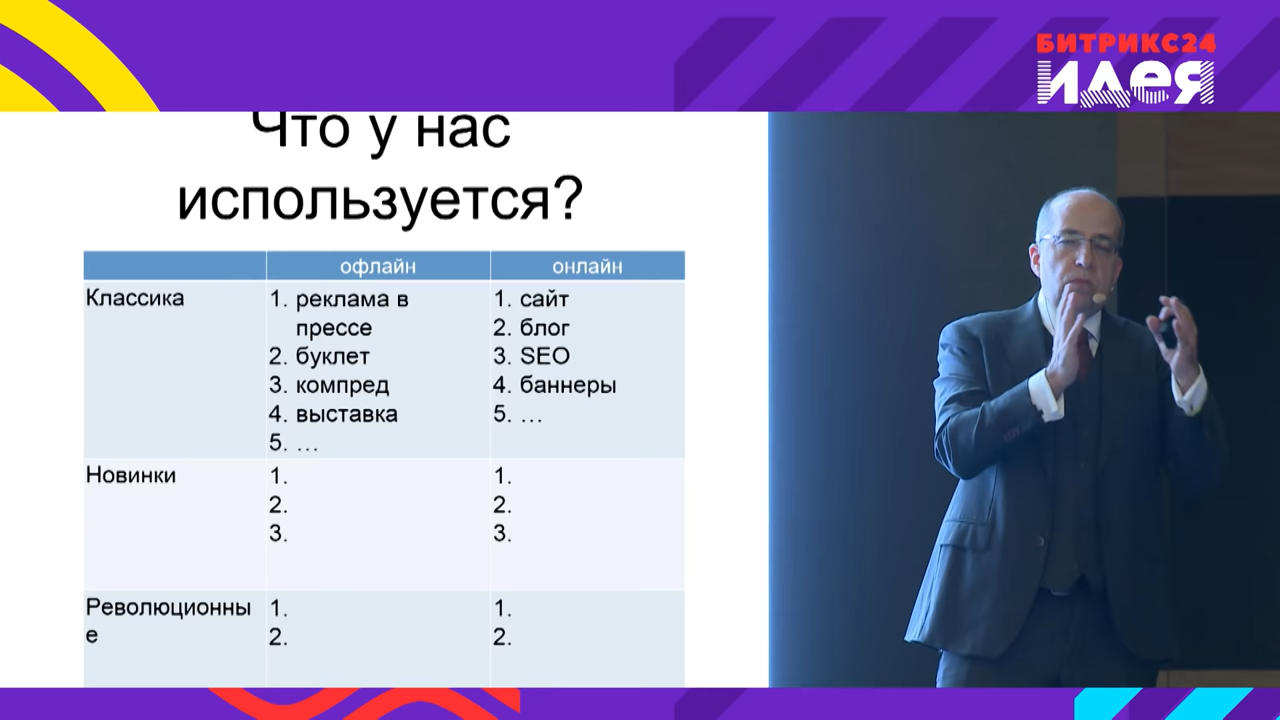 БИТРИКС24
идея
Что у нас
используется?
офлайн онлайн
Классика
1. реклама в
прессе
2. буклет
3. компред
4. выставка
5. …
1. сайт
2. блог
3. SEO
4. баннеры
5. …
Новинки
1.
2.
3.
1.
2.
3.
Революционны
е
1.
2.
1.
2.